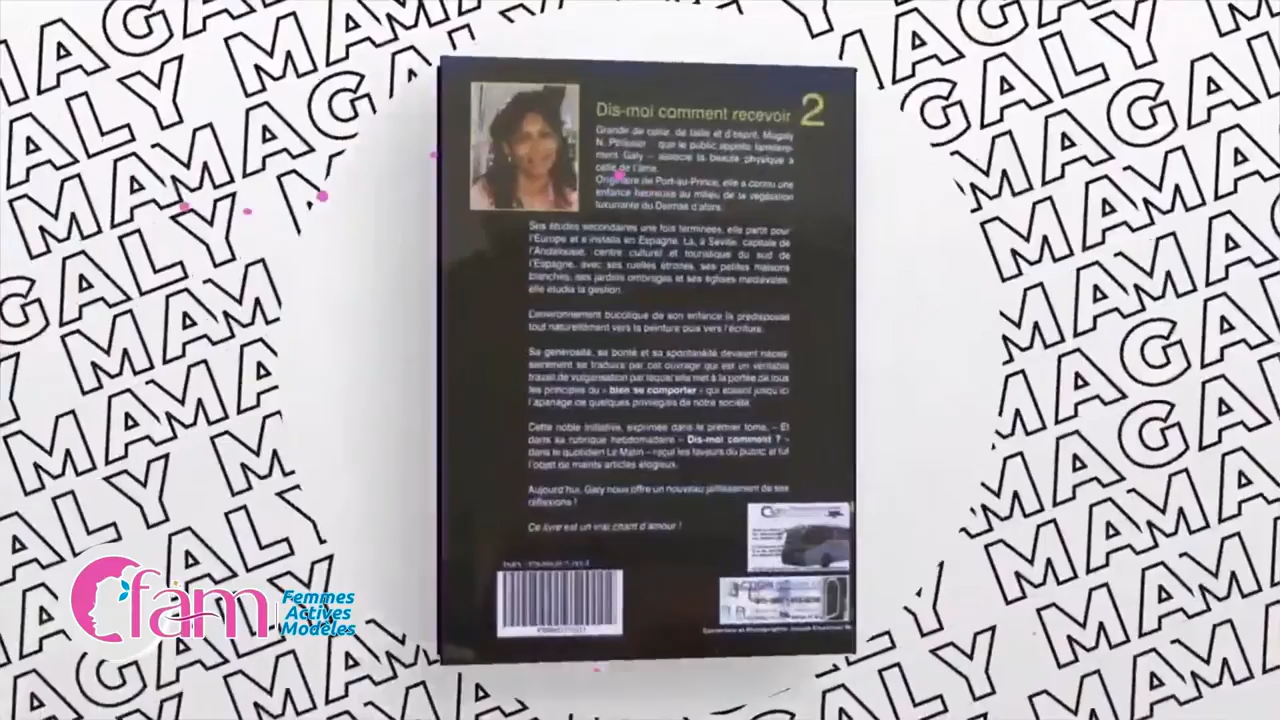 MAMA GALY
Dis-moi comment recevoir 2
Grande de cœur, de taille et d'esprit, Magaly
N. que le public appelle
Galy – associe la beauté physique à
celle de l'âme.
Originaire de Port-au-Prince, elle a connu une
enfance heureuse au milieu de la végétation
luxuriante du Delmas d'alors.
Ses études secondaires une fois terminées, elle partit pour
l'Europe et s'installa en Espagne. Là, à Séville, capitale de
l'Andalousie, centre culturel et touristique du sud de
l'Espagne, avec ses ruelles étroites, ses petites maisons
blanches, ses jardins ombragés et ses églises médiévales,
elle étudia la gestion.
L'environnement bucolique de son enfance la prédisposait
tout naturellement vers la peinture puis vers l'écriture.
Sa générosité, sa bonté et sa spontanéité devaient néces-
sairement se traduire par cet ouvrage qui est un véritable
travail de vulgarisation par lequel elle met à la portée de tous
les principes du « bien se comporter » qui étaient jusqu'ici
l'apanage de quelques privilégiés de notre société.
Cette noble initiative, exprimée dans le premier tome, – Et
dans sa rubrique hebdomadaire – Dis-moi comment ? –
dans le quotidien Le Matin – reçut les faveurs du public et fut
l'objet de maints articles élogieux.
Aujourd'hui, Galy nous offre un nouveau jaillissement de ses
réflexions !
Ce livre est un vrai chant d'amour !
fam
Femmes
Actives
Modèles